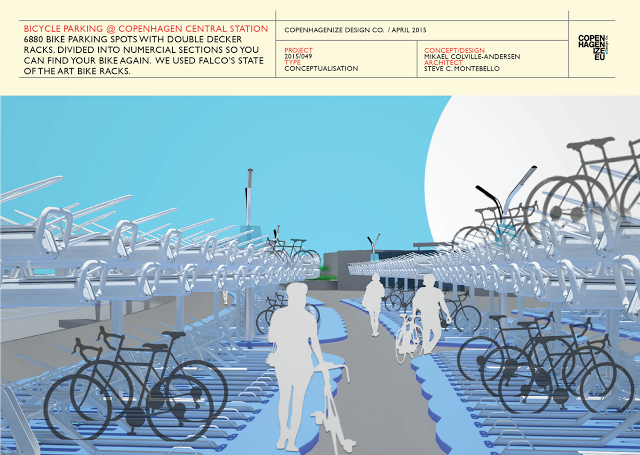 BICYCLE PARKING @ COPENHAGEN CENTRAL STATION
6880 BIKE PARKING SPOTS WITH DOUBLE DECKER
RACKS. DIVIDED INTO NUMERCIAL SECTIONS SO YOU
CAN FIND YOUR BIKE AGAIN. WE USED FALCO'S STATE
OF THE ART BIKE RACKS.
COPENHAGENIZE DESIGN CO. / APRIL 2015
PROJECT
2015/049
TYPE
CONCEPTUALISATION
CONCEPT/DESIGN
MIKAEL COLVILLE-ANDERSEN
ARCHITECT
STEVE C. MONTEBELLO
COPEN
HAGEN
IZE
EU